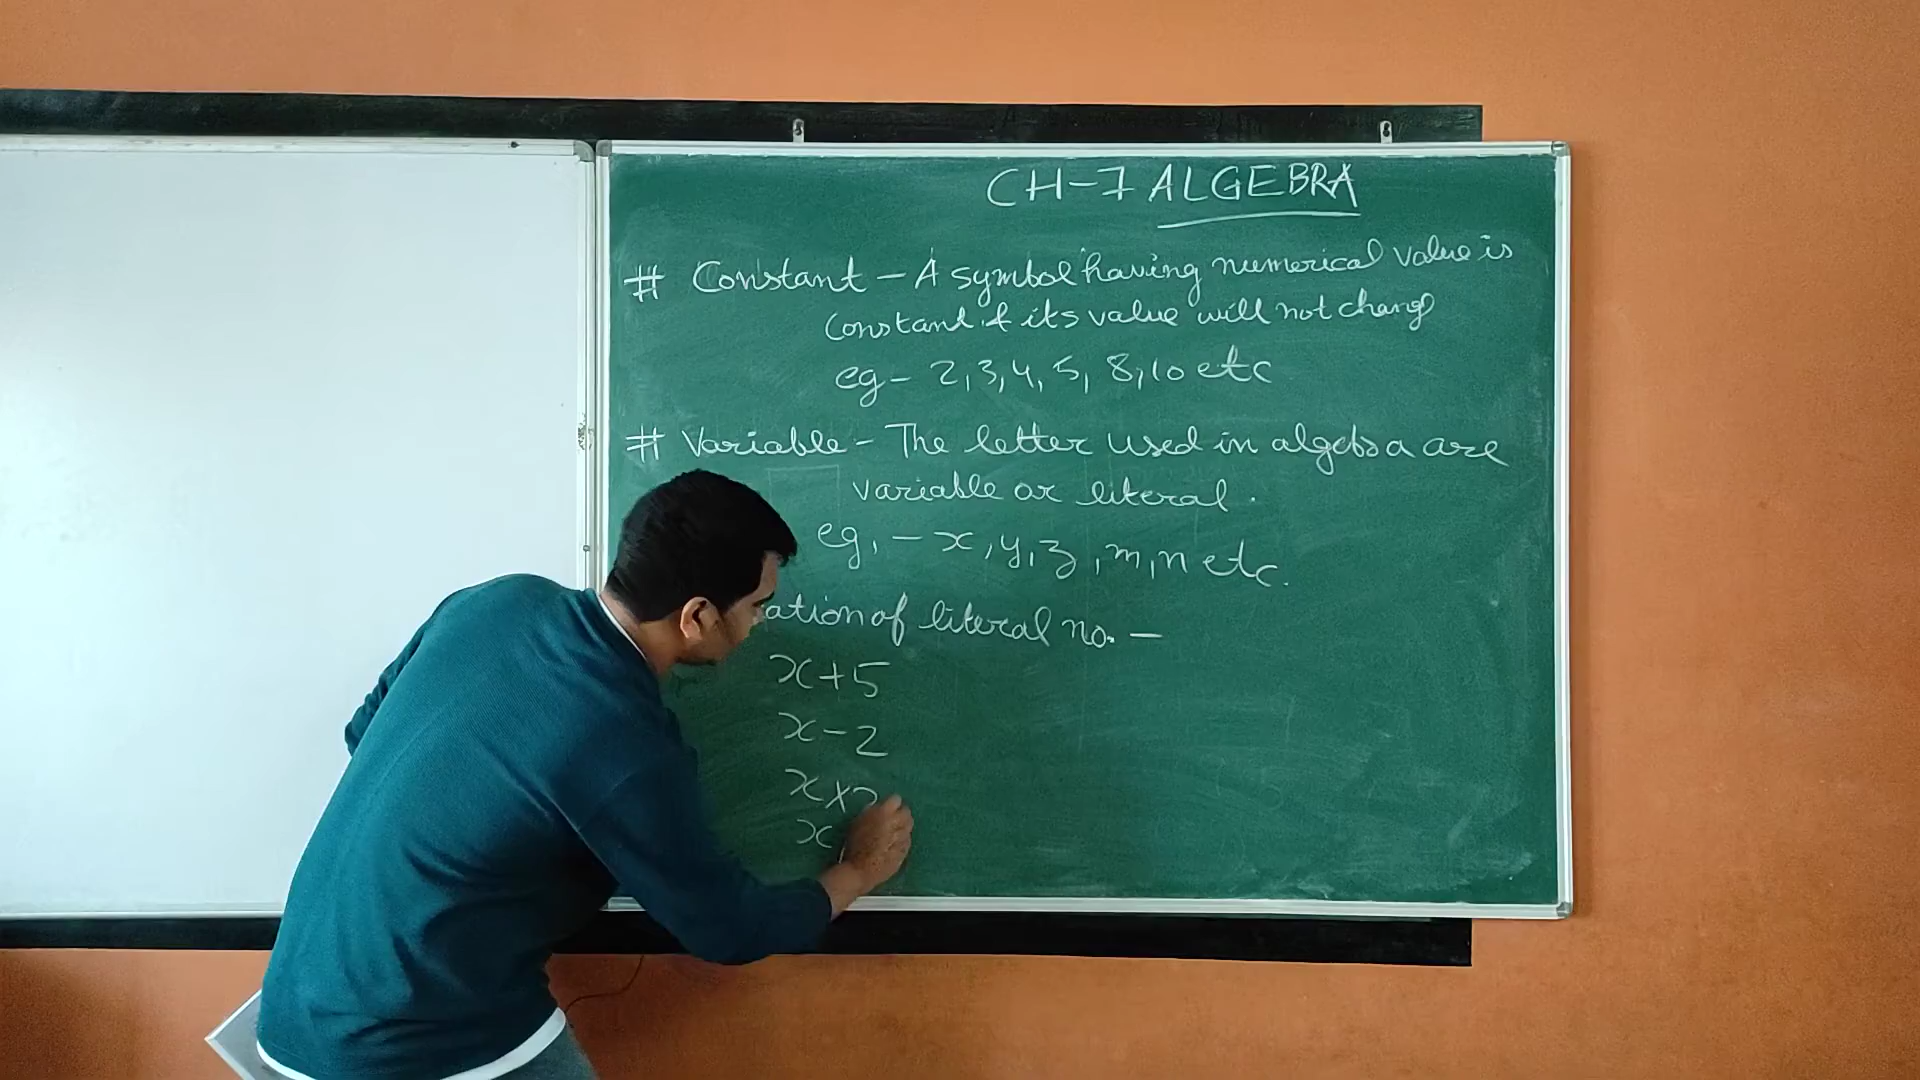 CH-7 ALGEBRA
# Constant - A symbol having numerical value is
constant & its value will not change
eg- 2, 3, 4, 5, 8, 10 etc
# Variable - The letter used in algebra are
variable or literal.
eg, - x, y, z, m, n etc.
ation of literal no. -
x+5
x-2
x×
x